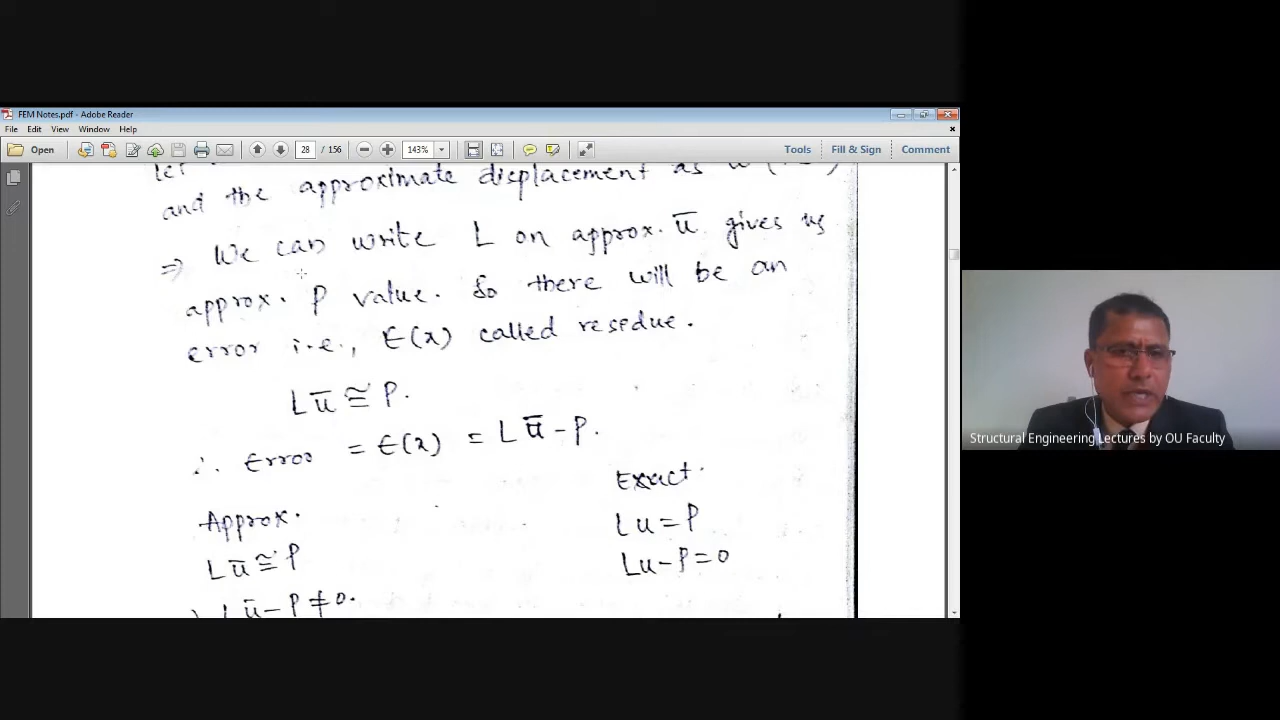 FEM Notes.pdf - Adobe Reader
File Edit View Window Help
Open 28 / 156 143% Tools Fill & Sign Comment
let
and the approximate displacement as
⇒ We can write L on approx. ū gives us
approx. P value. So there will be an
error i.e., E(x) called resedue.
Lū ≅ P.
∴ Error = E(x) = Lū - P.
Exact.
Approx. Lu = P
Lū ≅ P Lu - P = 0
Lū - P ≠ 0.
Structural Engineering Lectures by OU Faculty